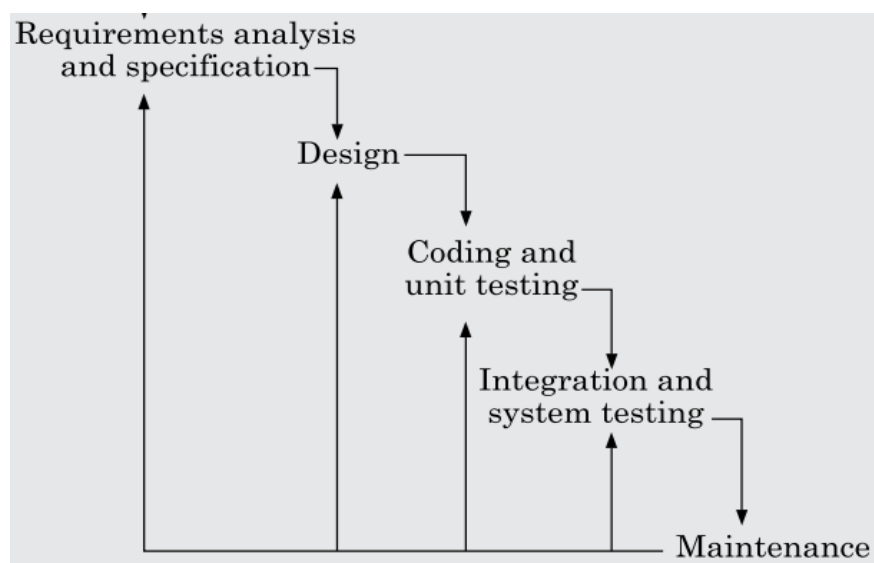 Requirements analysis
and specification
Design
Coding and
unit testing
Integration and
system testing
Maintenance